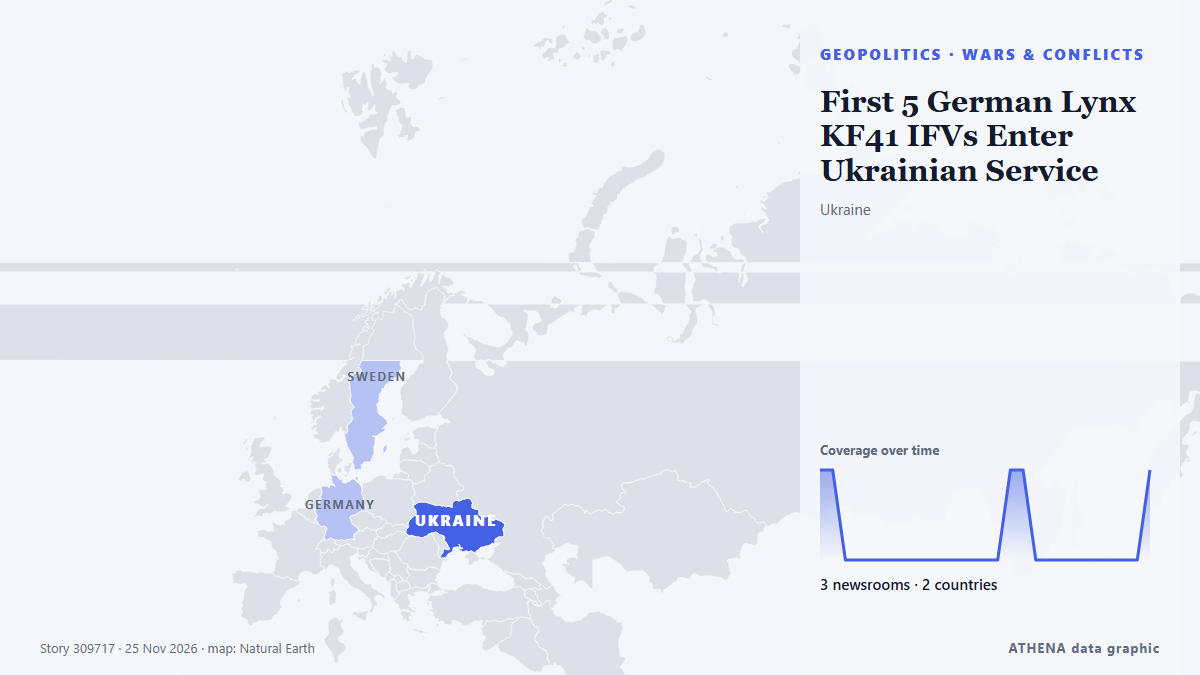 GEOPOLITICS · WARS & CONFLICTS
First 5 German Lynx
KF41 IFVs Enter
Ukrainian Service
Ukraine
SWEDEN
GERMANY
UKRAINE
Coverage over time
3 newsrooms · 2 countries
Story 309717 · 25 Nov 2026 · map: Natural Earth
ATHENA data graphic